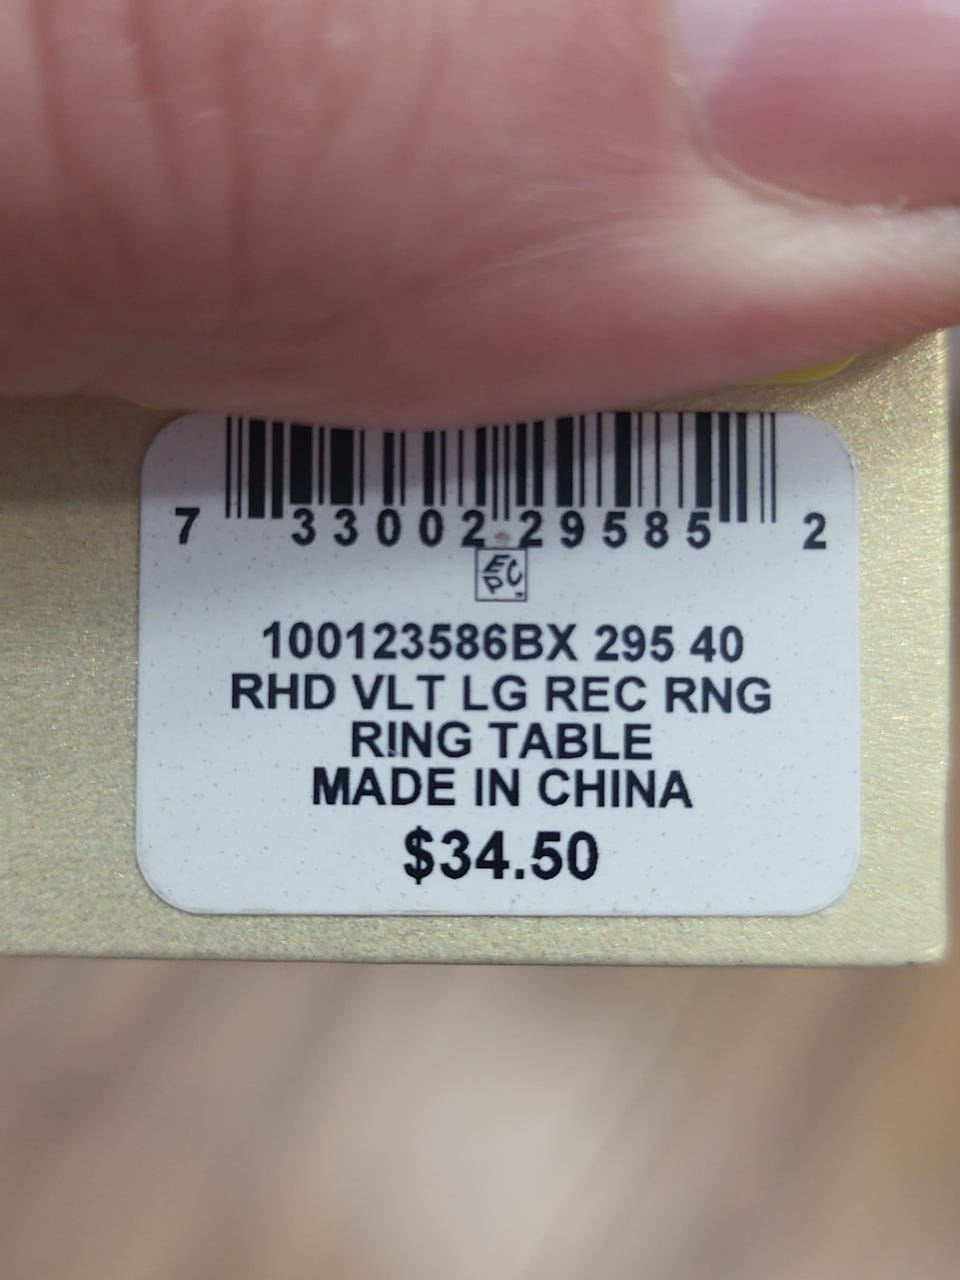 7 33002 29585 2
EPC
100123586BX 295 40
RHD VLT LG REC RNG
RING TABLE
MADE IN CHINA
$34.50